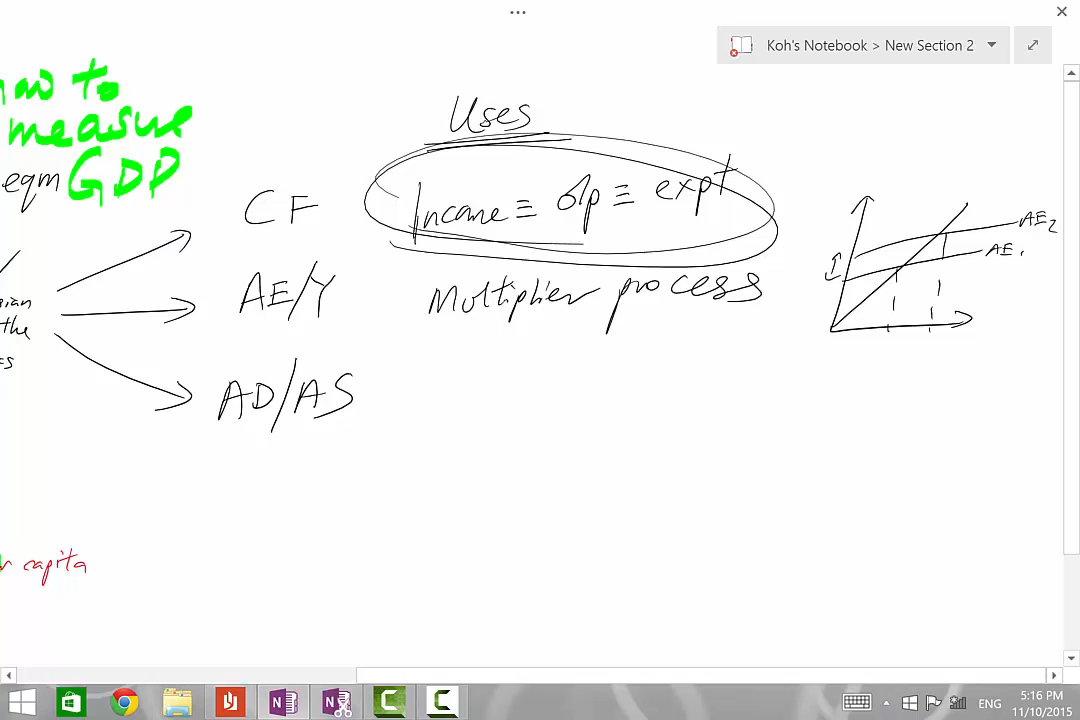 Koh's Notebook > New Section 2
how to
measure
GDP
eqm
Uses
CF
Income ≡ o/p ≡ expt
AE/Y
Multiplier process
AE2
AE1
the
AD/AS
capita
ENG
5:16 PM
11/10/2015